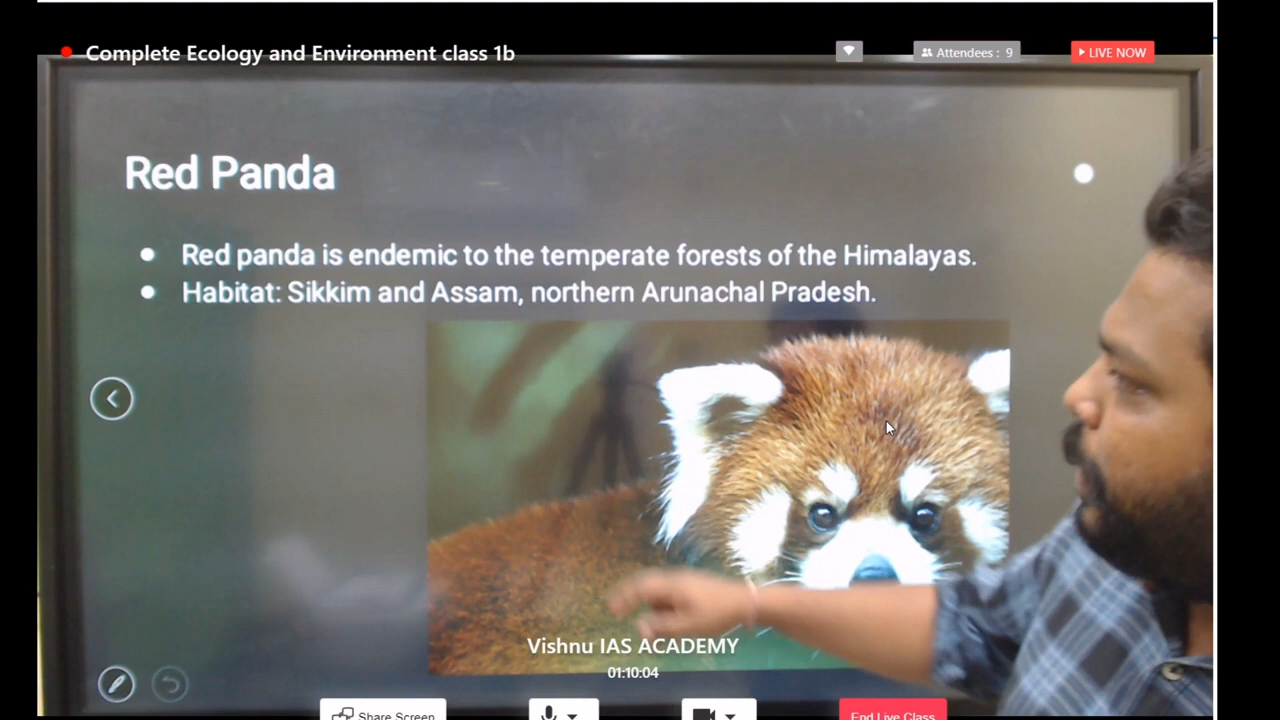 Complete Ecology and Environment class 1b
Attendees : 9
LIVE NOW
Red Panda
Red panda is endemic to the temperate forests of the Himalayas.
Habitat: Sikkim and Assam, northern Arunachal Pradesh.
Vishnu IAS ACADEMY
01:10:04
Share Screen
End Live Class